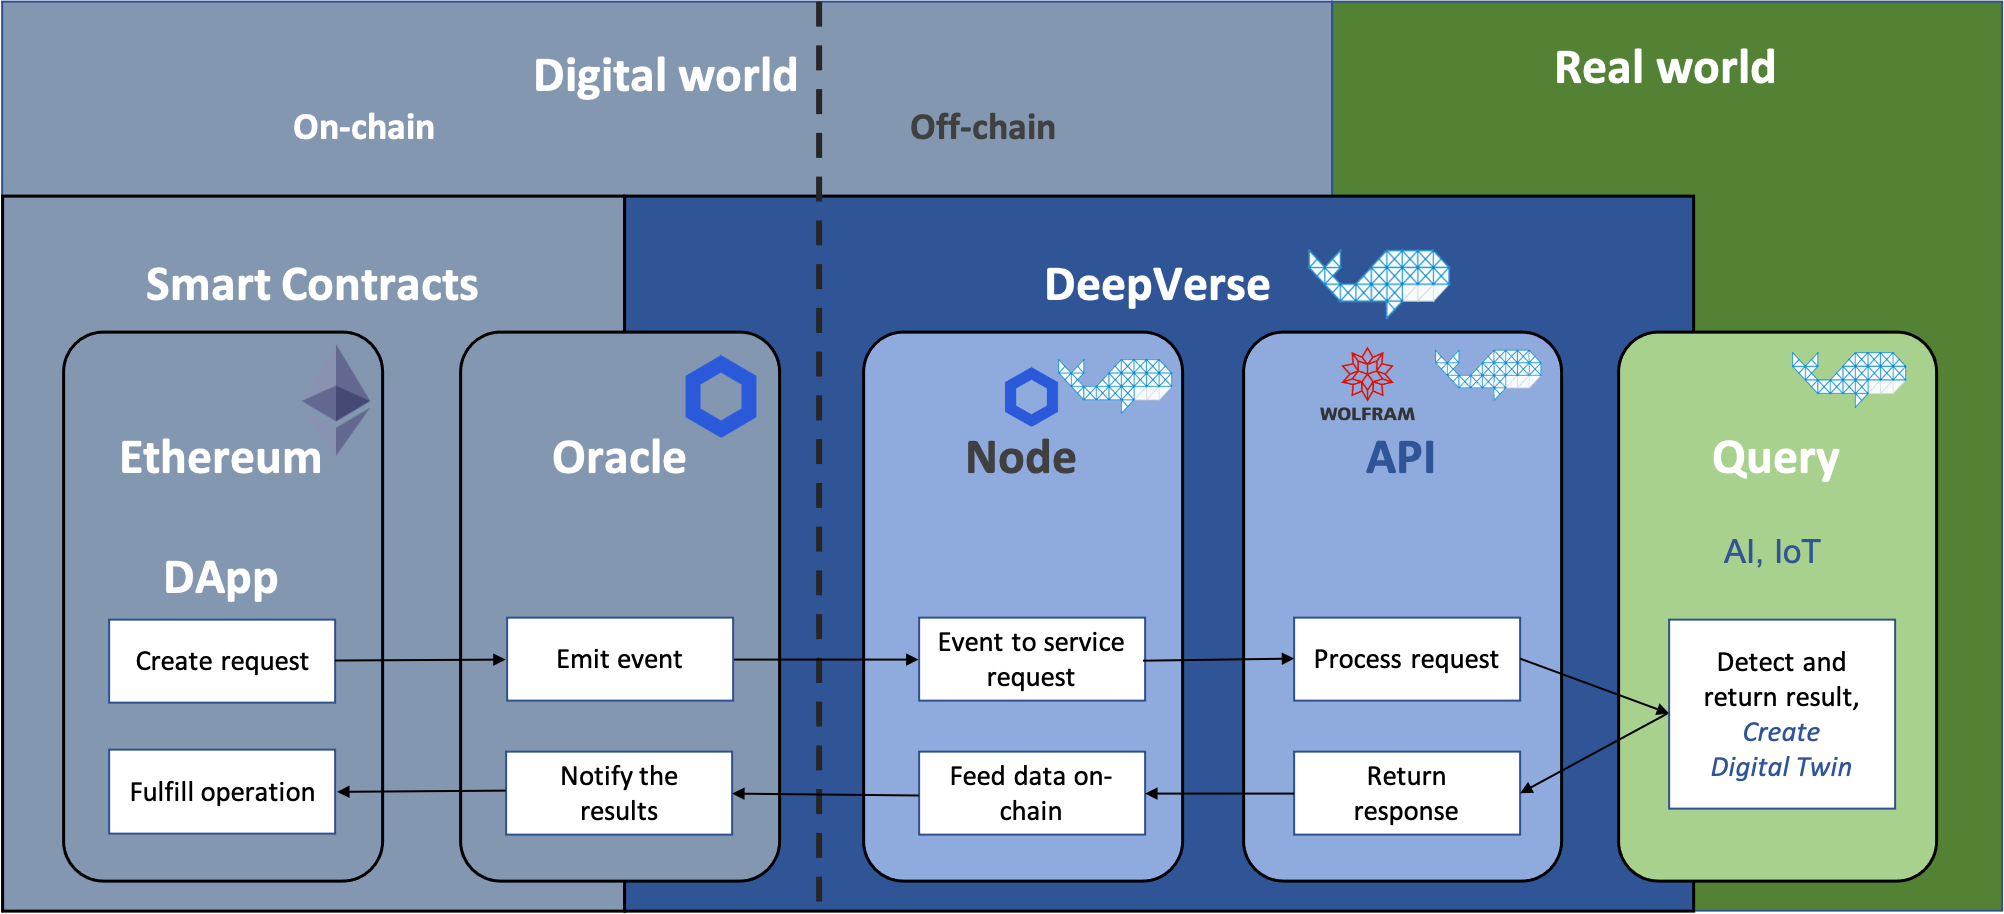 Digital world
Real world
On-chain
Off-chain
Smart Contracts
DeepVerse
WOLFRAM
Ethereum
Oracle
Node
API
Query
AI, IoT
DApp
Create request
Emit event
Event to service
request
Process request
Detect and
return result,
Create
Digital Twin
Fulfill operation
Notify the
results
Feed data on-
chain
Return
response